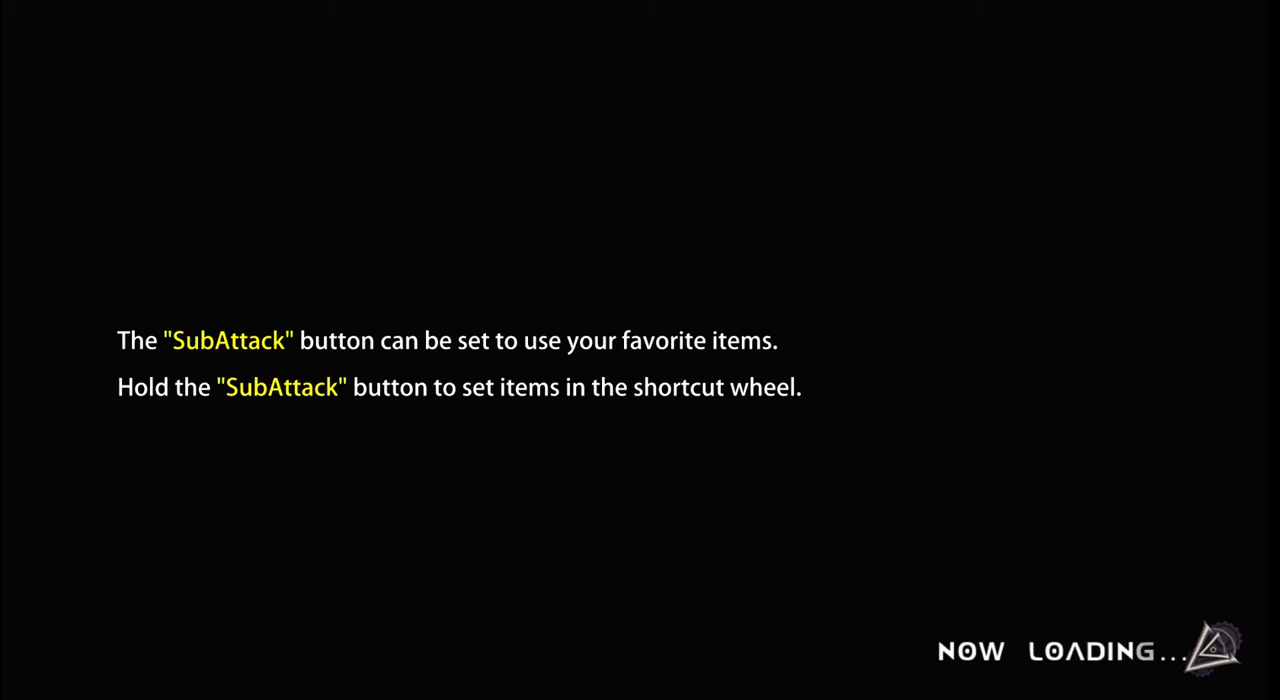 The "SubAttack" button can be set to use your favorite items.
Hold the "SubAttack" button to set items in the shortcut wheel.
NOW LOADING...